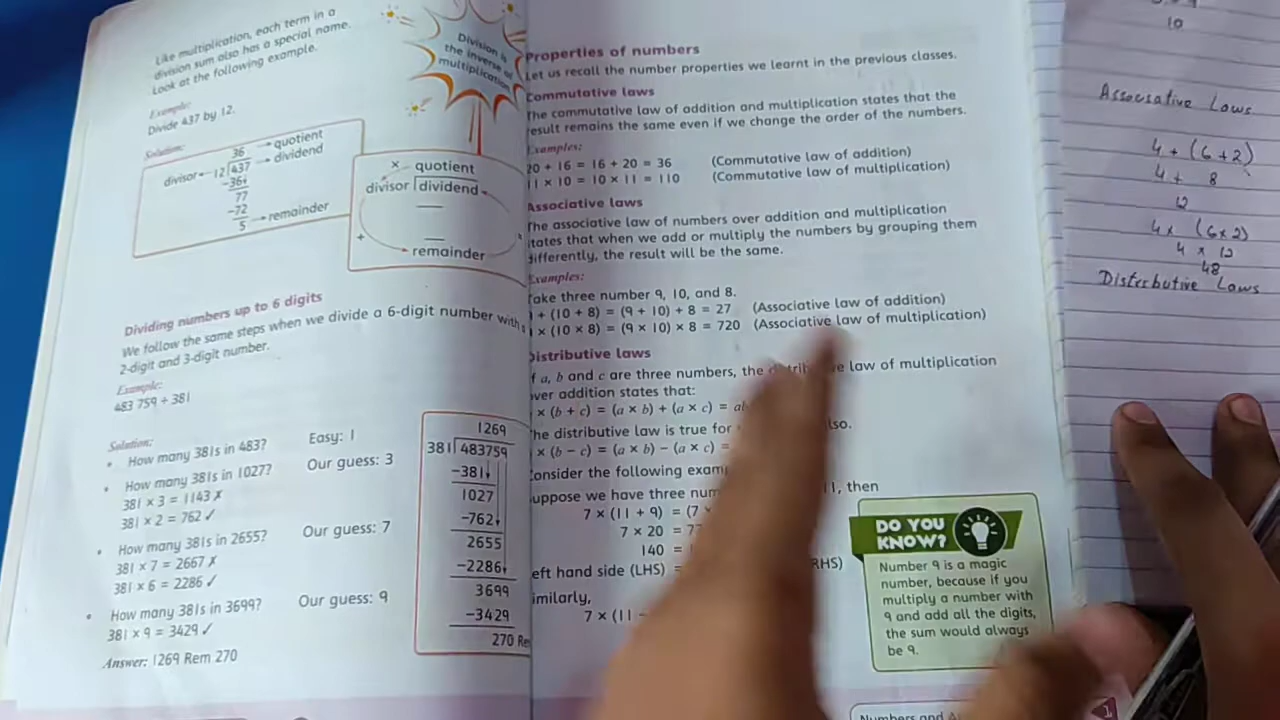 Like multiplication, each term in a
division sum also has a special name.
Look at the following example.
Example:
Divide 437 by 12.
Solution:
36 → quotient
divisor ← 12 437 → dividend
−36↓
77
−72
5 → remainder
Division is
the inverse of
multiplication
× quotient
divisor dividend
+
remainder
Dividing numbers up to 6 digits
We follow the same steps when we divide a 6-digit number with
2-digit and 3-digit number.
Example:
483 759 ÷ 381
Solution:
• How many 381s in 483? Easy: 1
• How many 381s in 1027? Our guess: 3
381 × 3 = 1143 ✗
381 × 2 = 762 ✓
• How many 381s in 2655? Our guess: 7
381 × 7 = 2667 ✗
381 × 6 = 2286 ✓
• How many 381s in 3699? Our guess: 9
381 × 9 = 3429 ✓
Answer: 1269 Rem 270
1269
381 483759
−381↓
1027
−762↓
2655
−2286↓
3699
−3429
270
Properties of numbers
Let us recall the number properties we learnt in the previous classes.
Commutative laws
The commutative law of addition and multiplication states that the
result remains the same even if we change the order of the numbers.
Examples:
20 + 16 = 16 + 20 = 36 (Commutative law of addition)
11 × 10 = 10 × 11 = 110 (Commutative law of multiplication)
Associative laws
The associative law of numbers over addition and multiplication
states that when we add or multiply the numbers by grouping them
differently, the result will be the same.
Examples:
Take three number 9, 10, and 8.
+ (10 + 8) = (9 + 10) + 8 = 27 (Associative law of addition)
× (10 × 8) = (9 × 10) × 8 = 720 (Associative law of multiplication)
Distributive laws
If a, b and c are three numbers, the distributive law of multiplication
over addition states that:
× (b + c) = (a × b) + (a × c) =
The distributive law is true for
× (b − c) = (a × b) − (a × c) =
Consider the following
Suppose we have three 11, then
7 × (11 + 9) = (7
7 × 20 = 77
140 =
Left hand side (LHS) = RHS)
Similarly,
7 × (11
DO YOU
KNOW?
Number 9 is a magic
number, because if you
multiply a number with
9 and add all the digits,
the sum would always
be 9.
Numbers and
10
Assosative Laws
4 + (6+2)
4 + 8
12
4 × (6×2)
4 × 12
48
Distributive Laws